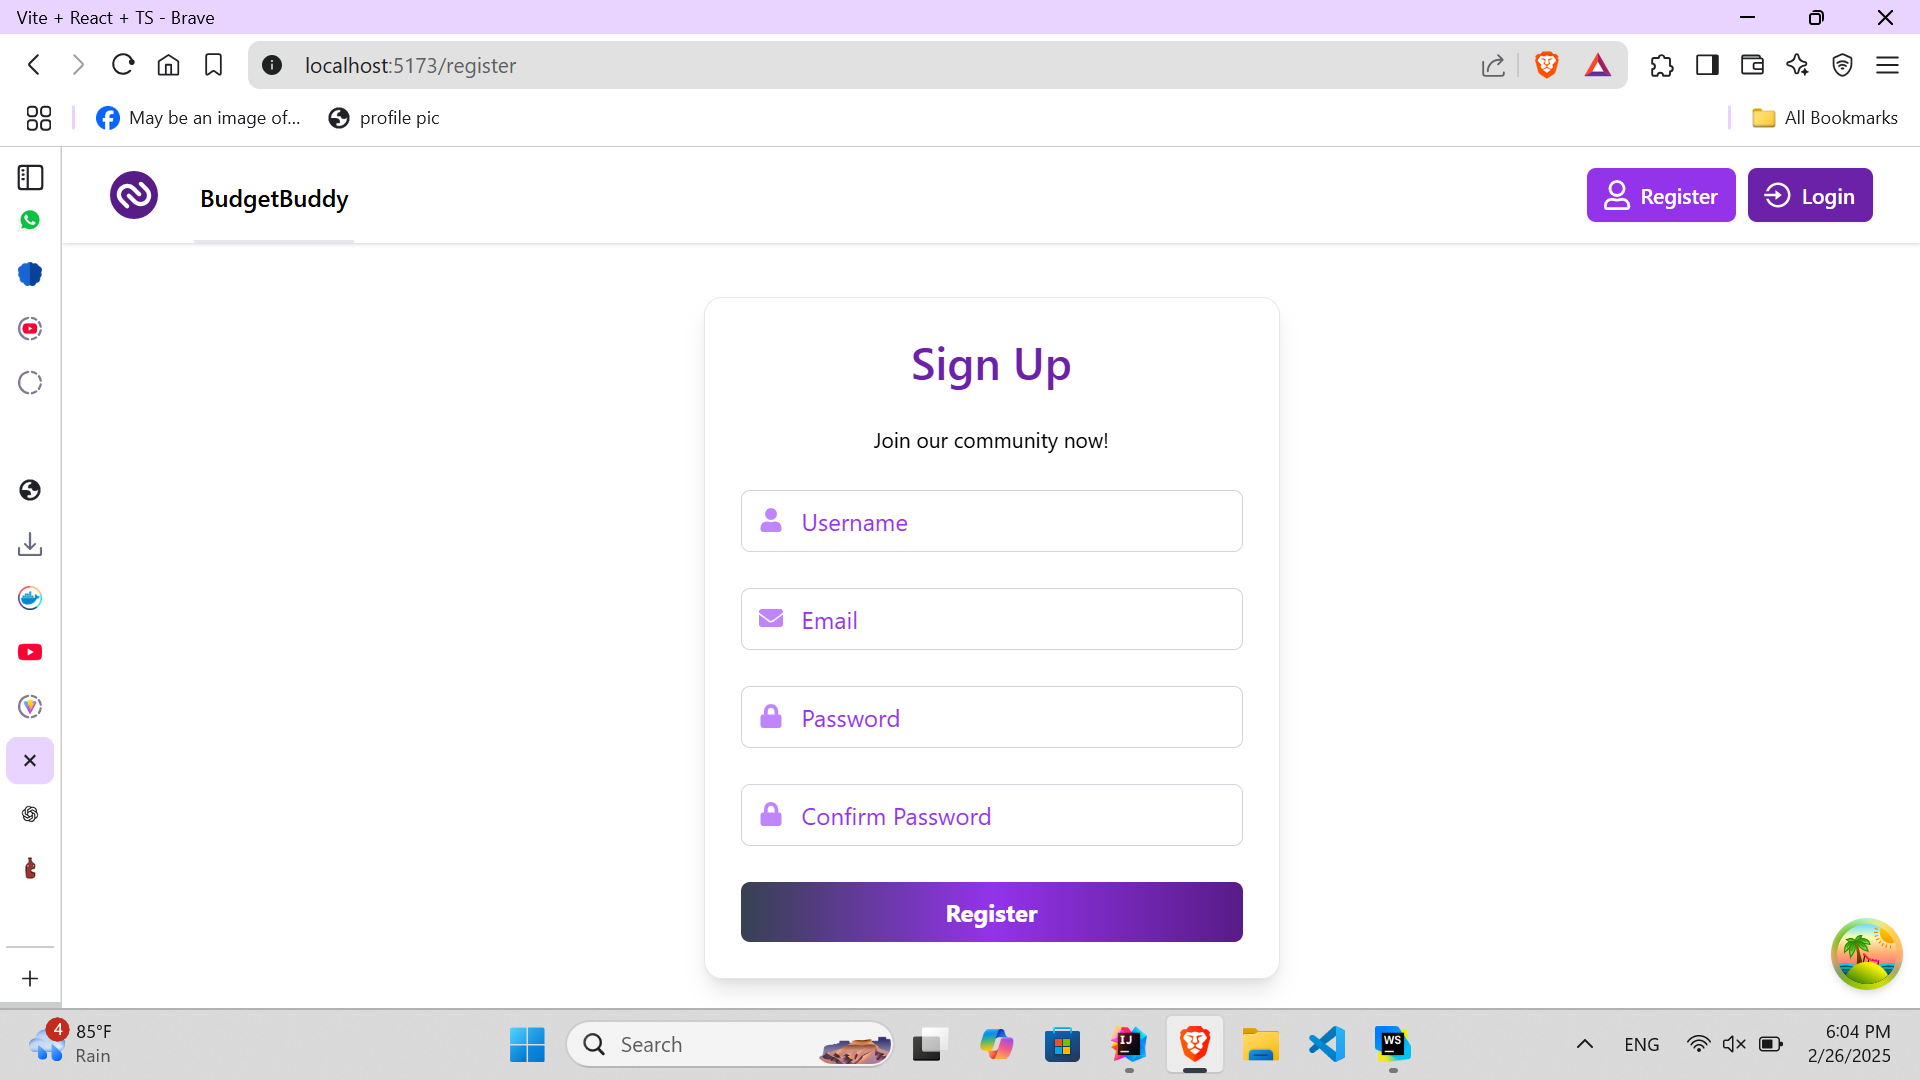 Vite + React + TS - Brave
localhost:5173/register
May be an image of...
profile pic
All Bookmarks
BudgetBuddy
Register
Login
Sign Up
Join our community now!
Username
Email
Password
Confirm Password
Register
4
85°F
Rain
Search
IJ
WS
ENG
6:04 PM
2/26/2025